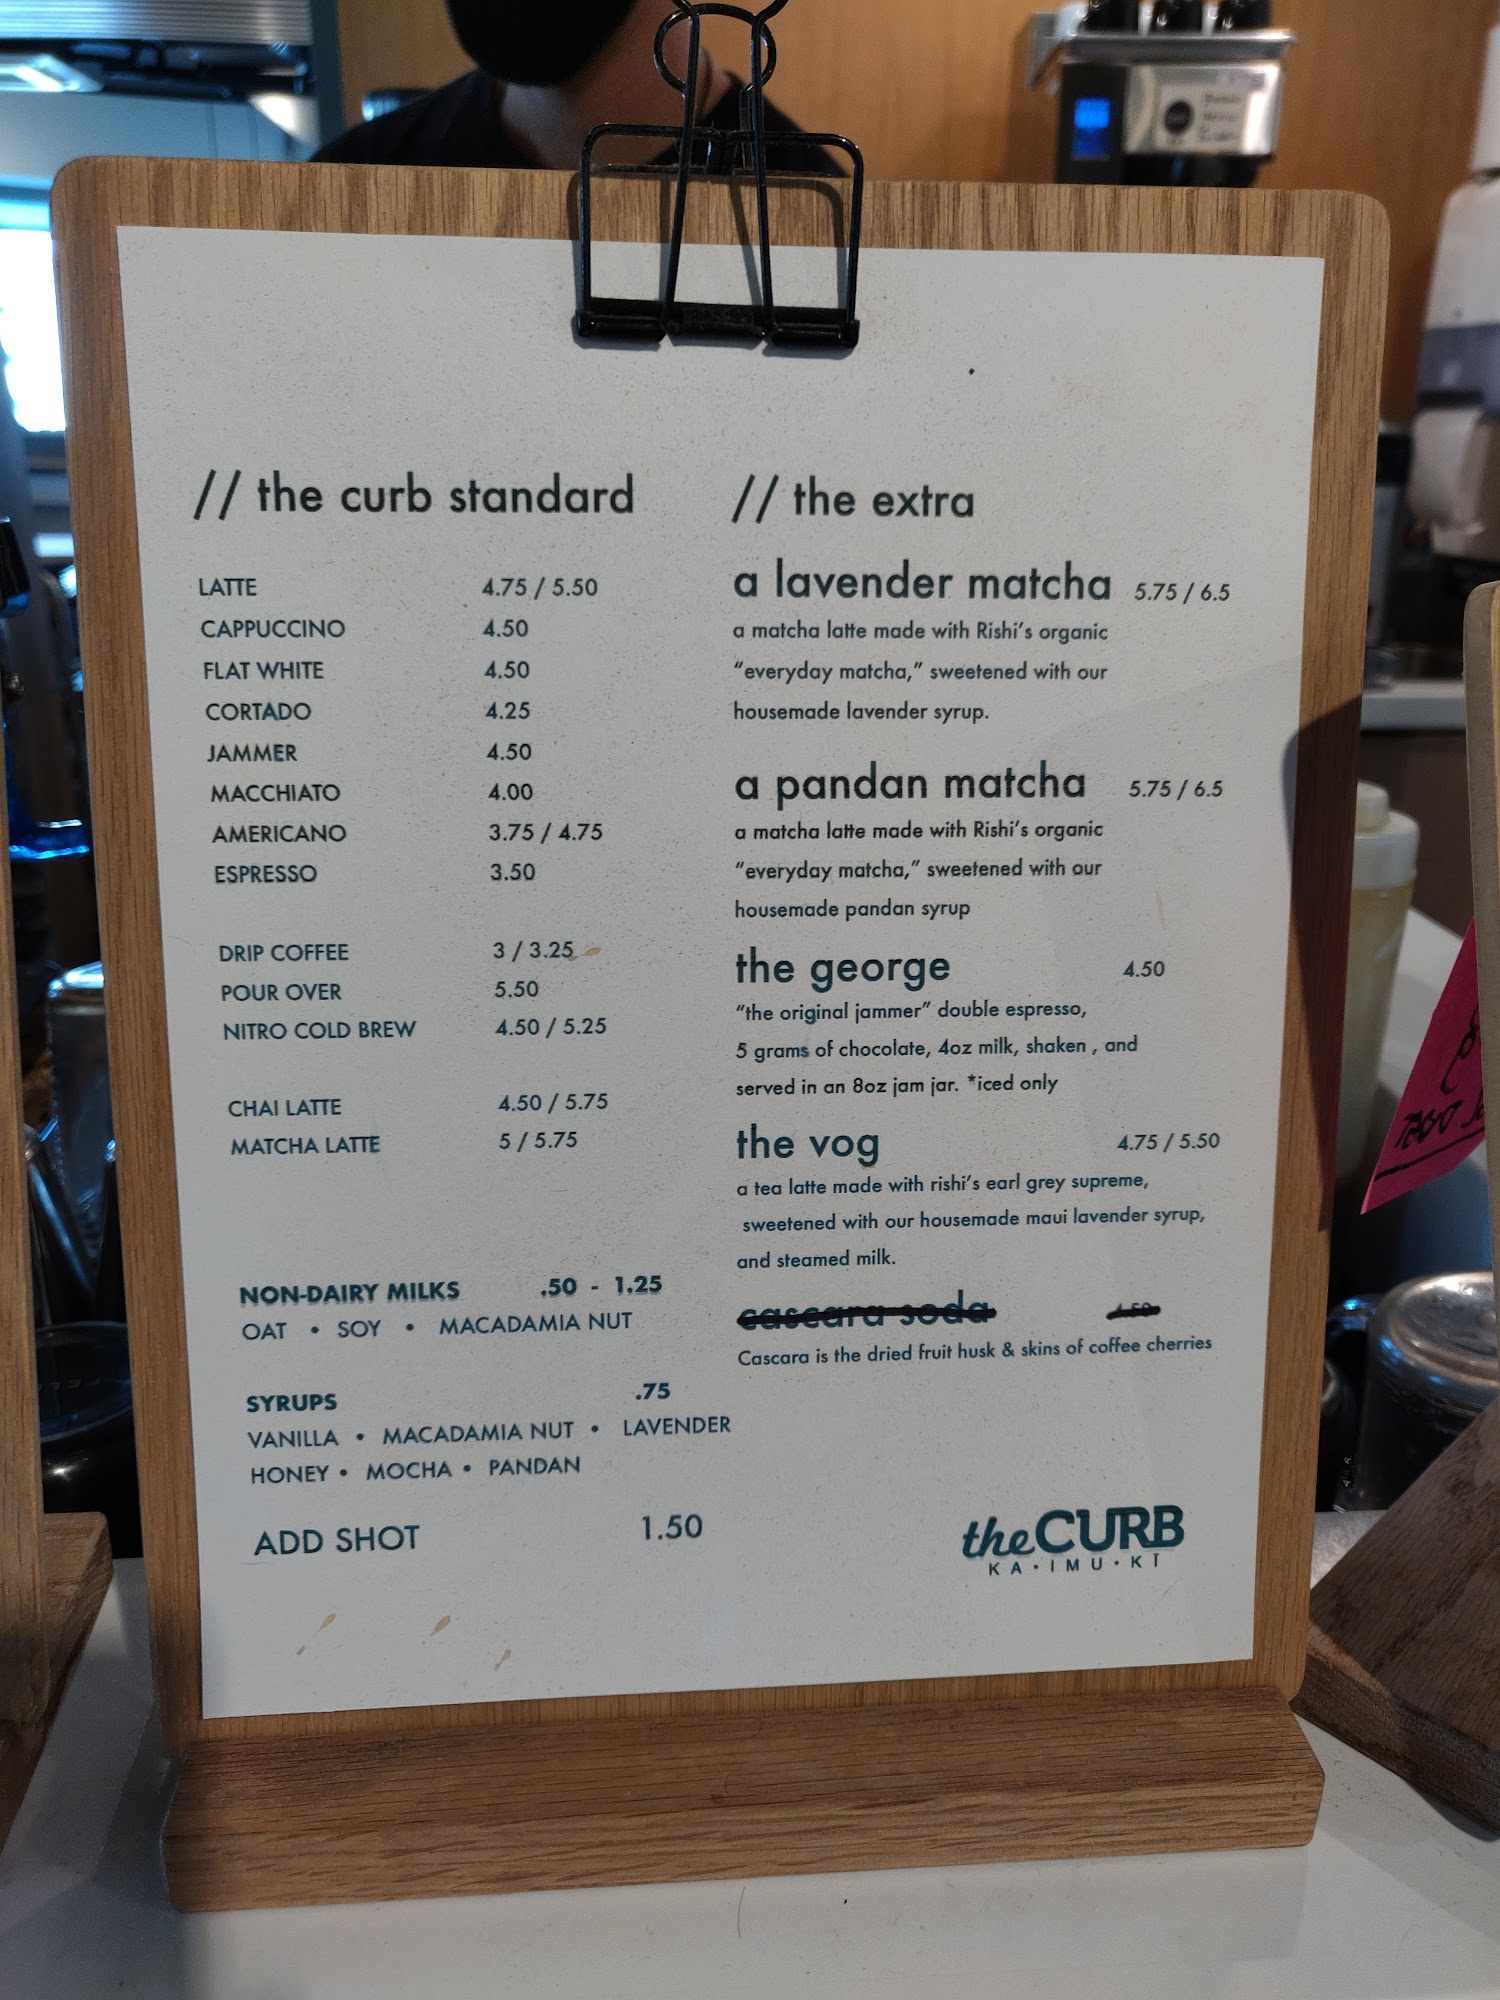 // the curb standard
LATTE 4.75 / 5.50
CAPPUCCINO 4.50
FLAT WHITE 4.50
CORTADO 4.25
JAMMER 4.50
MACCHIATO 4.00
AMERICANO 3.75 / 4.75
ESPRESSO 3.50
DRIP COFFEE 3 / 3.25
POUR OVER 5.50
NITRO COLD BREW 4.50 / 5.25
CHAI LATTE 4.50 / 5.75
MATCHA LATTE 5 / 5.75
NON-DAIRY MILKS .50 - 1.25
OAT • SOY • MACADAMIA NUT
SYRUPS .75
VANILLA • MACADAMIA NUT • LAVENDER
HONEY • MOCHA • PANDAN
ADD SHOT 1.50
// the extra
a lavender matcha 5.75 / 6.5
a matcha latte made with Rishi's organic
"everyday matcha," sweetened with our
housemade lavender syrup.
a pandan matcha 5.75 / 6.5
a matcha latte made with Rishi's organic
"everyday matcha," sweetened with our
housemade pandan syrup
the george 4.50
"the original jammer" double espresso,
5 grams of chocolate, 4oz milk, shaken , and
served in an 8oz jam jar. *iced only
the vog 4.75 / 5.50
a tea latte made with rishi's earl grey supreme,
sweetened with our housemade maui lavender syrup,
and steamed milk.
cascara soda 4.50
Cascara is the dried fruit husk & skins of coffee cherries
theCURB
KA•IMU•KĪ